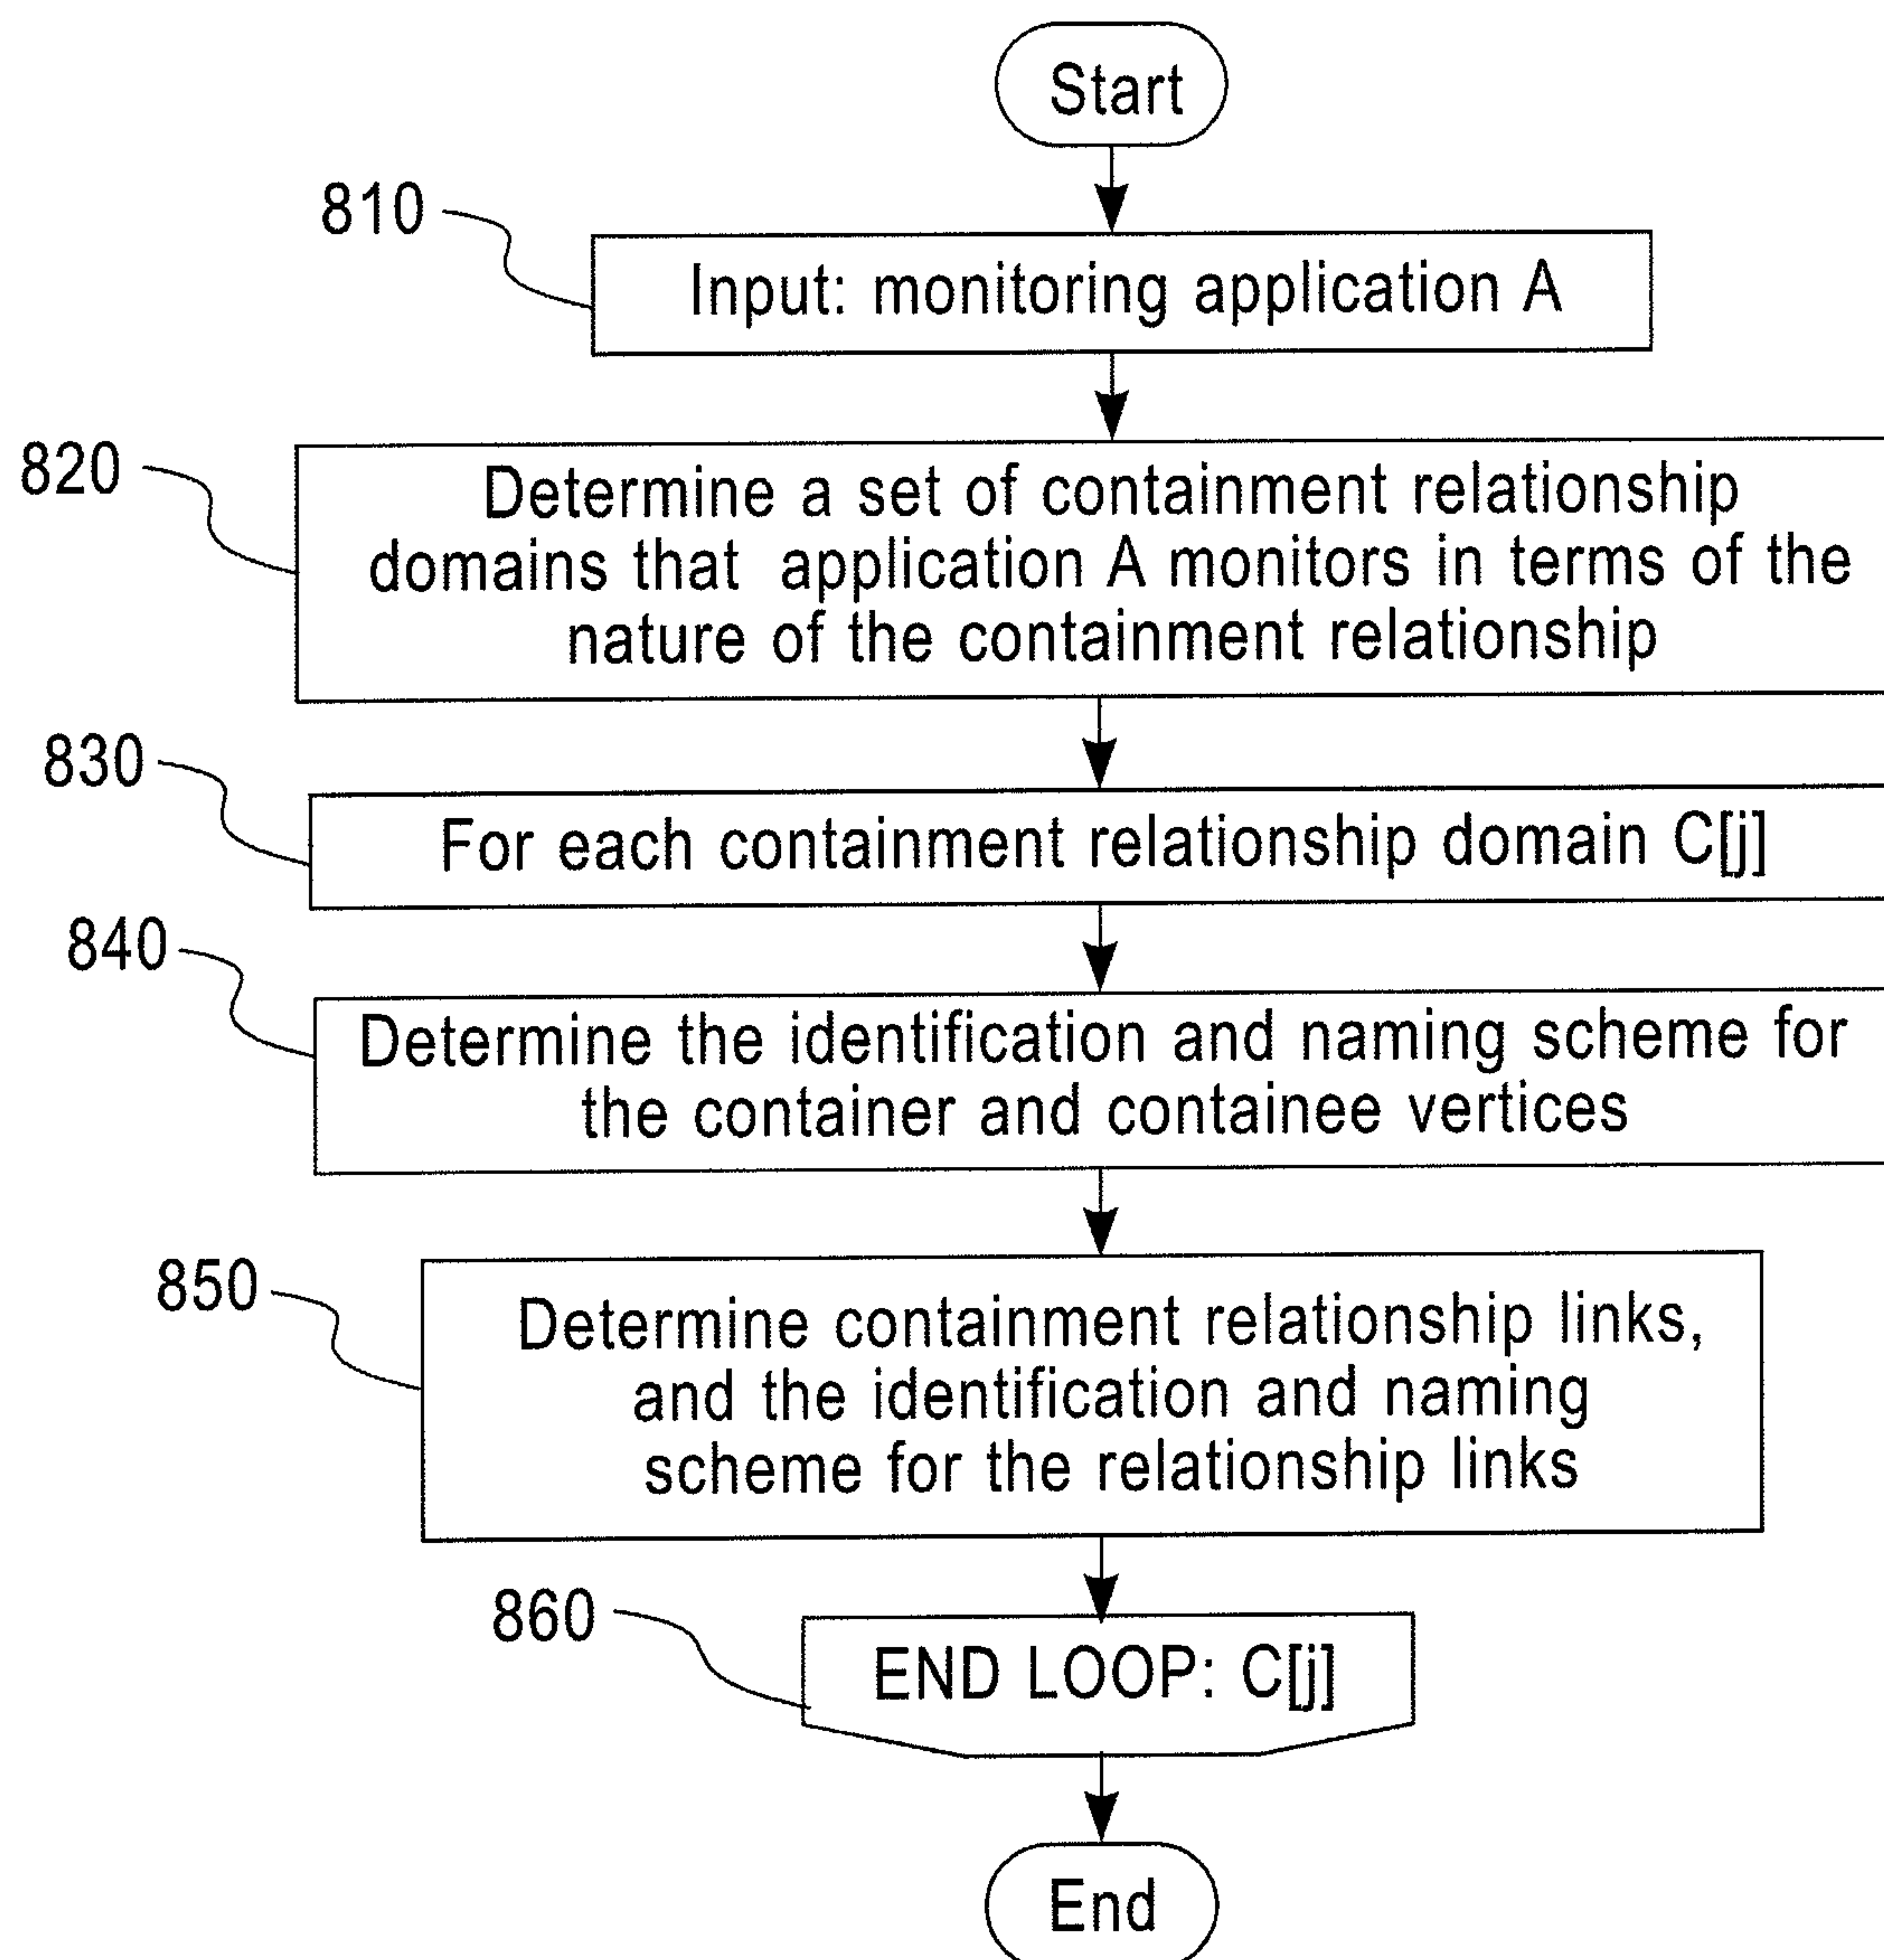 Start
810
Input: monitoring application A
820
Determine a set of containment relationship
domains that application A monitors in terms of the
nature of the containment relationship
830
For each containment relationship domain C[j]
840
Determine the identification and naming scheme for
the container and containee vertices
850
Determine containment relationship links,
and the identification and naming
scheme for the relationship links
860
END LOOP: C[j]
End